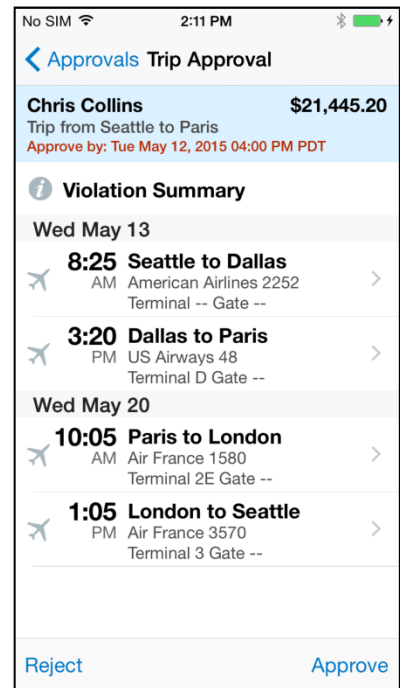 No SIM 2:11 PM
Approvals Trip Approval
Chris Collins $21,445.20
Trip from Seattle to Paris
Approve by: Tue May 12, 2015 04:00 PM PDT
i Violation Summary
Wed May 13
8:25 Seattle to Dallas
AM American Airlines 2252
Terminal -- Gate --
3:20 Dallas to Paris
PM US Airways 48
Terminal D Gate --
Wed May 20
10:05 Paris to London
AM Air France 1580
Terminal 2E Gate --
1:05 London to Seattle
PM Air France 3570
Terminal 3 Gate --
Reject Approve